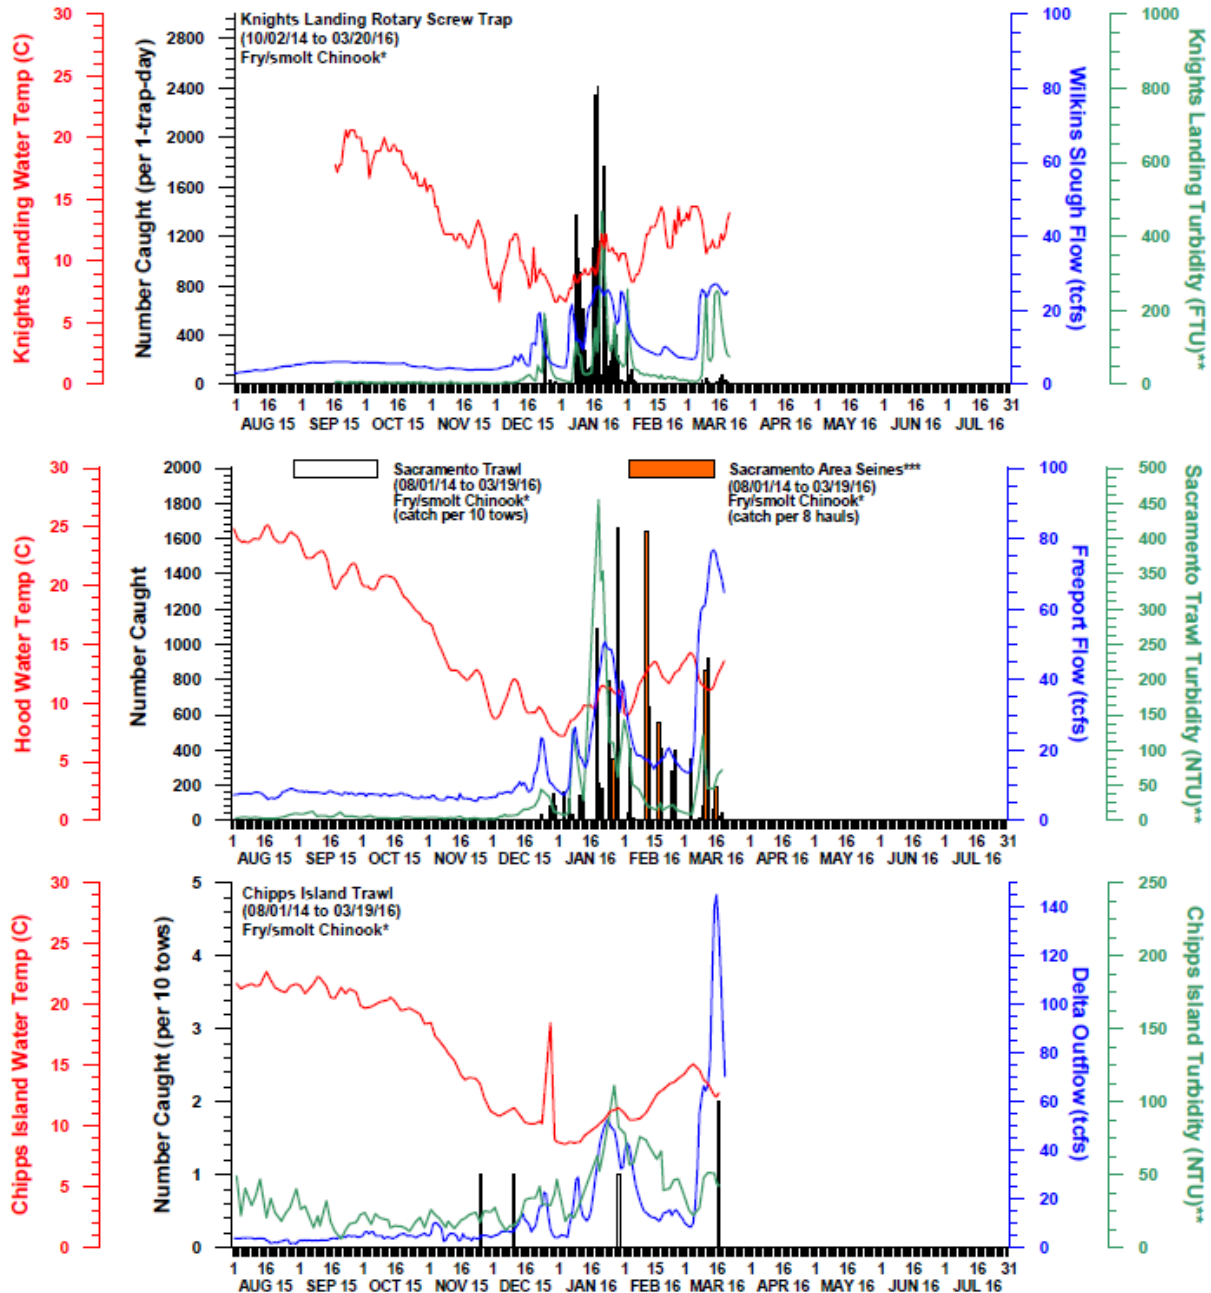 Knights Landing Rotary Screw Trap
(10/02/14 to 03/20/16)
Fry/smolt Chinook*
Knights Landing Water Temp (C)
30
25
20
15
10
5
0
Number Caught (per 1-trap-day)
2800
2400
2000
1600
1200
800
400
0
Wilkins Slough Flow (tcfs)
100
80
60
40
20
0
Knights Landing Turbidity (FTU)**
1000
800
600
400
200
0
1 16 1 16 1 16 1 16 1 16 1 16 1 15 1 16 1 16 1 16 1 16 1 16 31
AUG 15 SEP 15 OCT 15 NOV 15 DEC 15 JAN 16 FEB 16 MAR 16 APR 16 MAY 16 JUN 16 JUL 16
Sacramento Trawl
(08/01/14 to 03/19/16)
Fry/smolt Chinook*
(catch per 10 tows)
Sacramento Area Seines***
(08/01/14 to 03/19/16)
Fry/smolt Chinook*
(catch per 8 hauls)
Hood Water Temp (C)
30
25
20
15
10
5
0
Number Caught
2000
1800
1600
1400
1200
1000
800
600
400
200
0
Freeport Flow (tcfs)
100
80
60
40
20
0
Sacramento Trawl Turbidity (NTU)**
500
450
400
350
300
250
200
150
100
50
0
1 16 1 16 1 16 1 16 1 16 1 16 1 15 1 16 1 16 1 16 1 16 1 16 31
AUG 15 SEP 15 OCT 15 NOV 15 DEC 15 JAN 16 FEB 16 MAR 16 APR 16 MAY 16 JUN 16 JUL 16
Chipps Island Trawl
(08/01/14 to 03/19/16)
Fry/smolt Chinook*
Chipps Island Water Temp (C)
30
25
20
15
10
5
0
Number Caught (per 10 tows)
5
4
3
2
1
0
Delta Outflow (tcfs)
140
120
100
80
60
40
20
0
Chipps Island Turbidity (NTU)**
250
200
150
100
50
0
1 16 1 16 1 16 1 16 1 16 1 16 1 16 1 16 1 16 1 16 1 16 1 16 31
AUG 15 SEP 15 OCT 15 NOV 15 DEC 15 JAN 16 FEB 16 MAR 16 APR 16 MAY 16 JUN 16 JUL 16